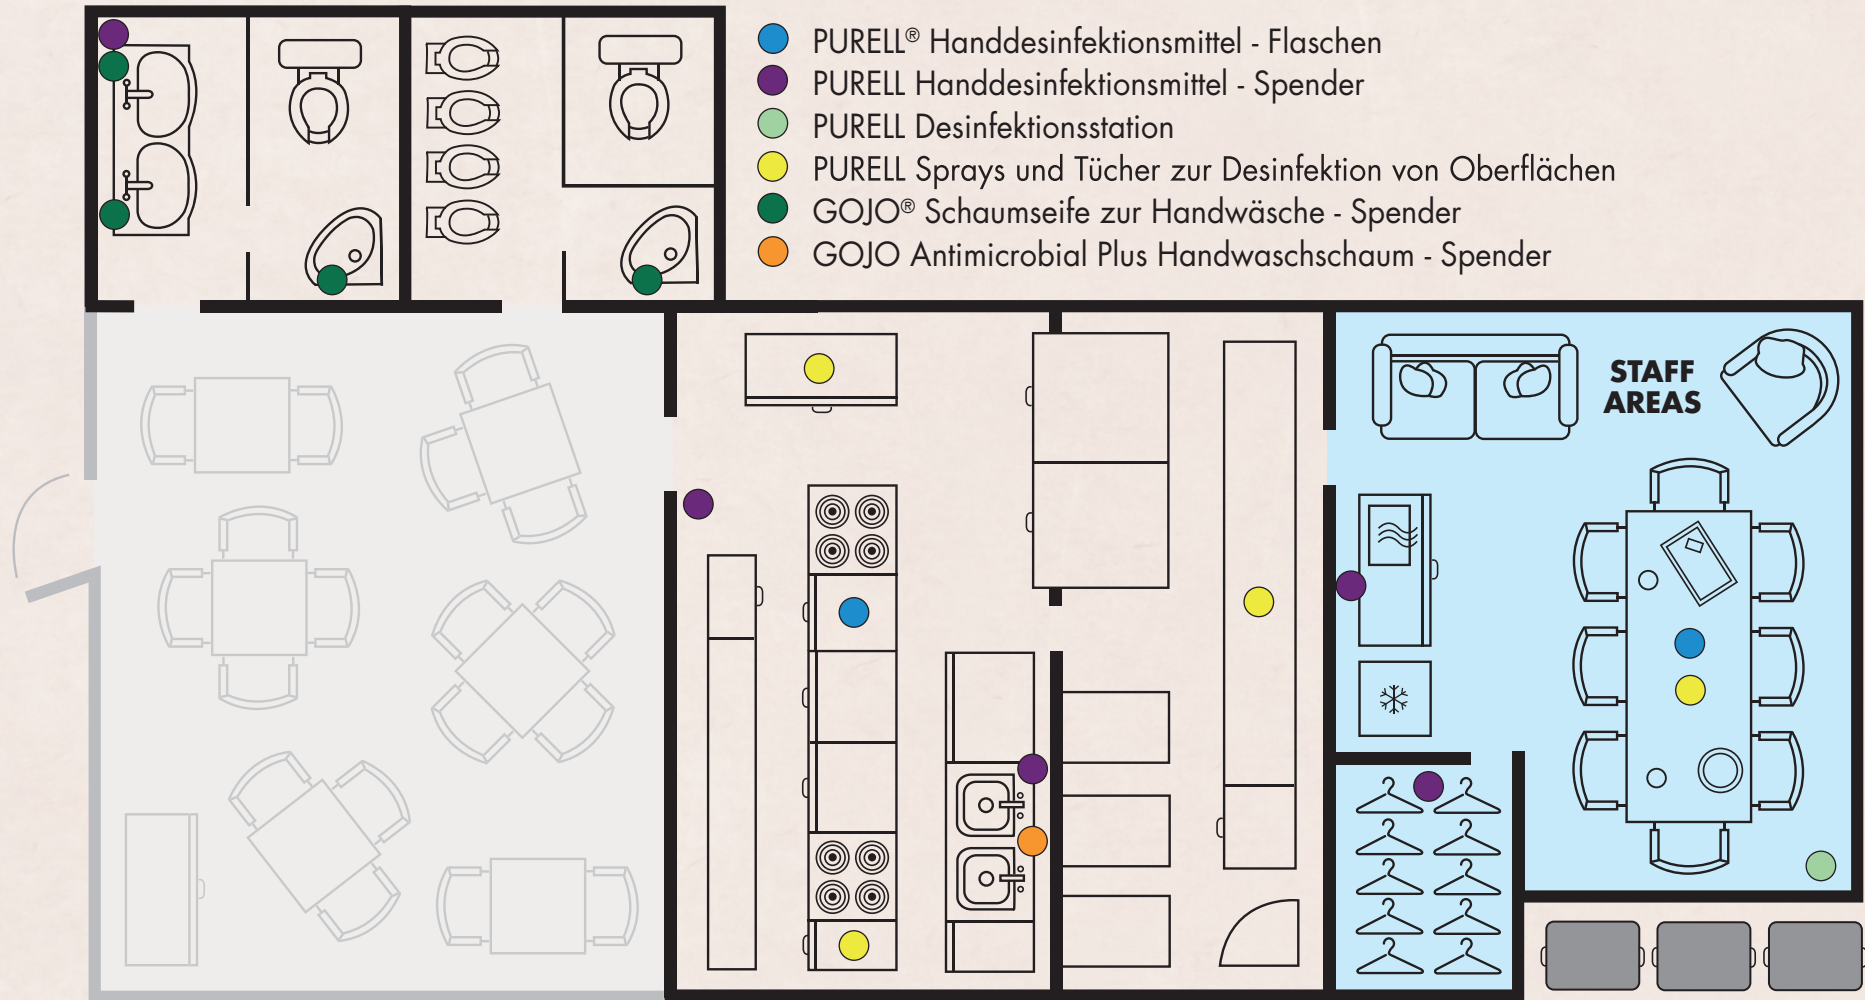 PURELL® Handdesinfektionsmittel - Flaschen
PURELL Handdesinfektionsmittel - Spender
PURELL Desinfektionsstation
PURELL Sprays und Tücher zur Desinfektion von Oberflächen
GOJO® Schaumseife zur Handwäsche - Spender
GOJO Antimicrobial Plus Handwaschschaum - Spender
STAFF
AREAS